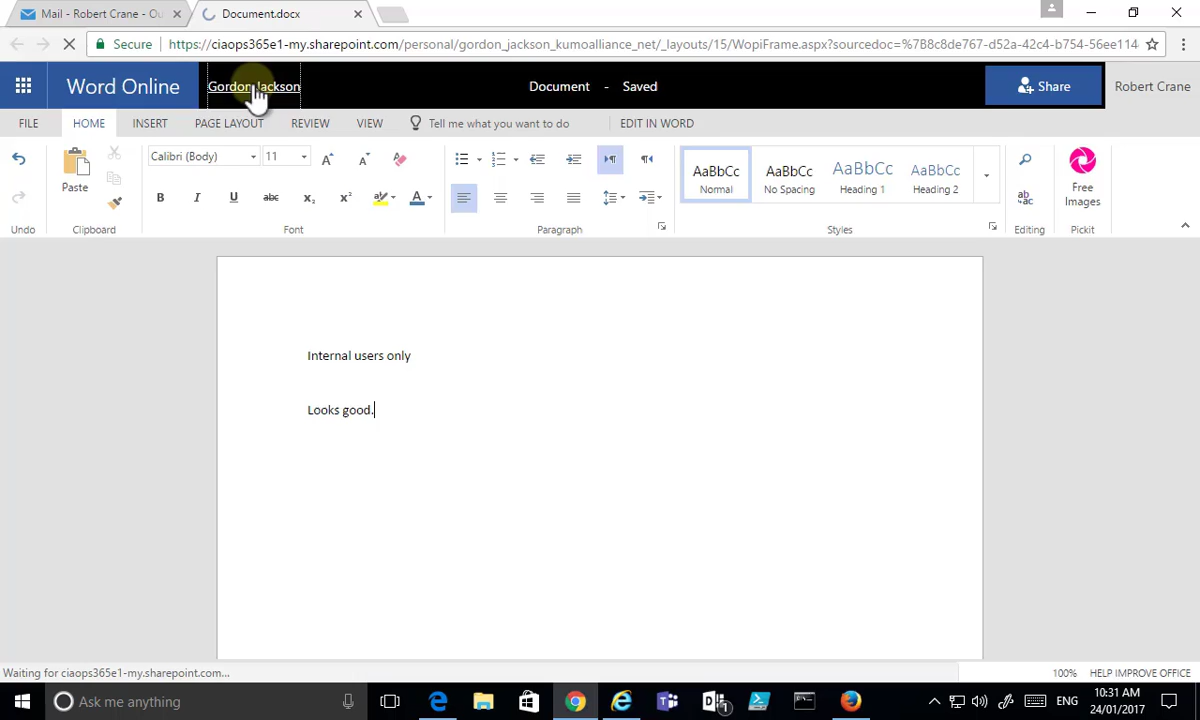 Mail - Robert Crane - Ou
Document.docx
Secure
https://ciaops365e1-my.sharepoint.com/personal/gordon_jackson_kumoalliance_net/_layouts/15/WopiFrame.aspx?sourcedoc=%7B8c8de767-d52a-42c4-b754-56ee114
Word Online
Gordon Jackson
Document - Saved
Share
Robert Crane
FILE HOME INSERT PAGE LAYOUT REVIEW VIEW Tell me what you want to do EDIT IN WORD
Calibri (Body) 11
Paste
B I U abc x₂ x²
AaBbCc AaBbCc AaBbCc AaBbCc
Normal No Spacing Heading 1 Heading 2
Free
Images
Undo Clipboard Font Paragraph Styles Editing Pickit
Internal users only
Looks good.
Waiting for ciaops365e1-my.sharepoint.com...
100% HELP IMPROVE OFFICE
Ask me anything
ENG
10:31 AM
24/01/2017